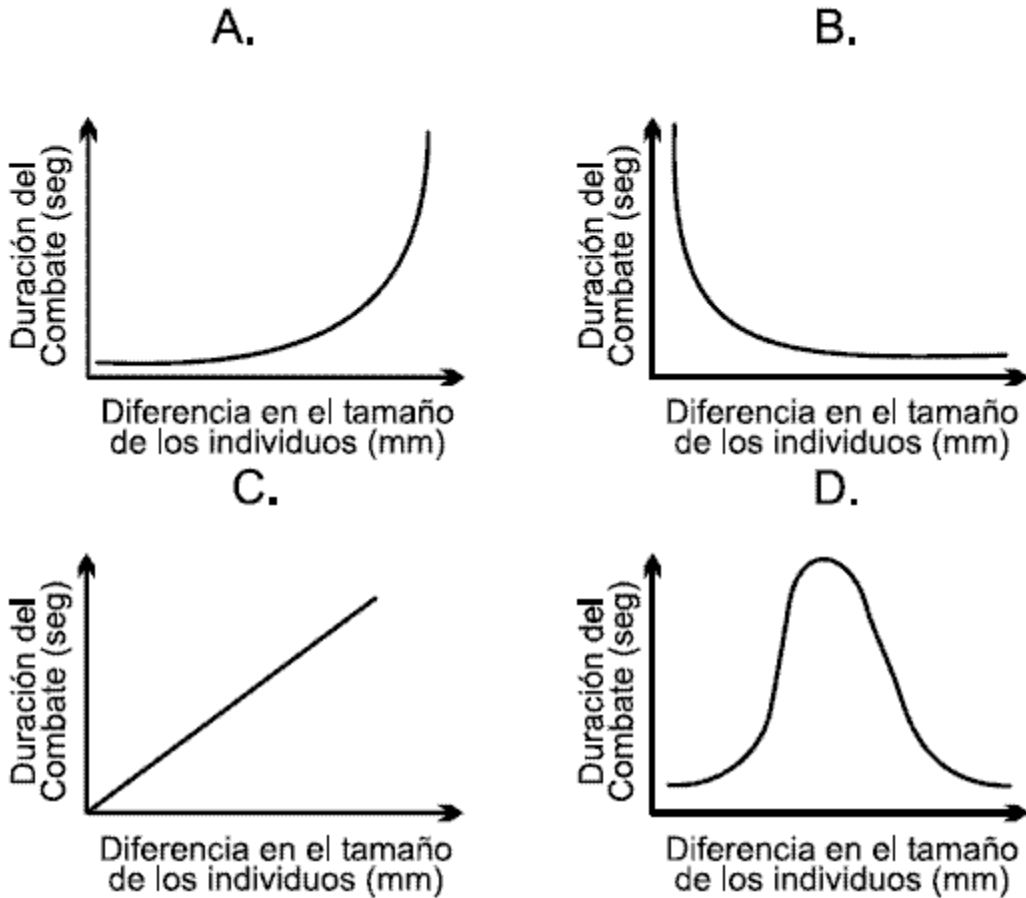 A.
Duración del
Combate (seg)
Diferencia en el tamaño
de los individuos (mm)
B.
Duración del
Combate (seg)
Diferencia en el tamaño
de los individuos (mm)
C.
Duración del
Combate (seg)
Diferencia en el tamaño
de los individuos (mm)
D.
Duración del
Combate (seg)
Diferencia en el tamaño
de los individuos (mm)